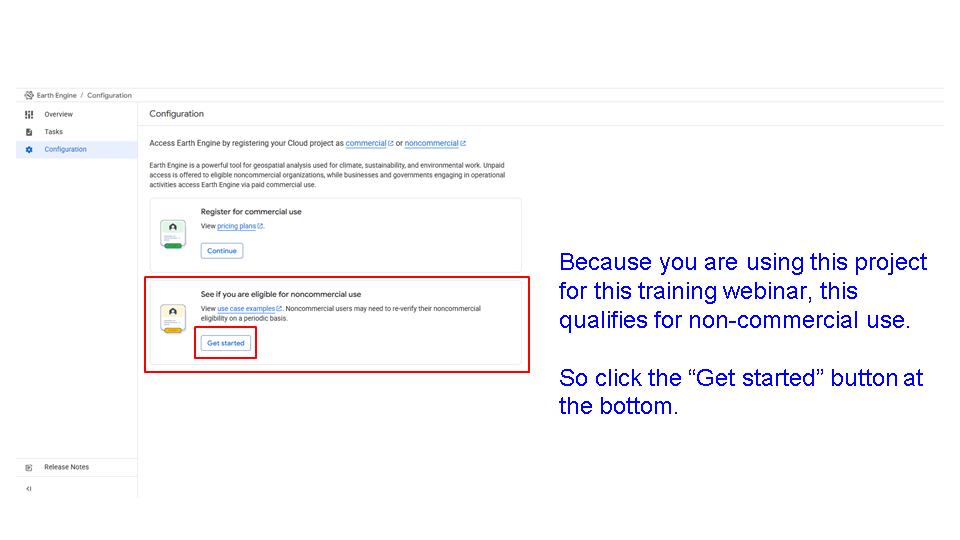 Earth Engine / Configuration
Overview
Tasks
Configuration
Release Notes
Configuration
Access Earth Engine by registering your Cloud project as commercial or noncommercial
Earth Engine is a powerful tool for geospatial analysis used for climate, sustainability, and environmental work. Unpaid
access is offered to eligible noncommercial organizations, while businesses and governments engaging in operational
activities access Earth Engine via paid commercial use.
Register for commercial use
View pricing plans.
Continue
See if you are eligible for noncommercial use
View use case examples. Noncommercial users may need to re-verify their noncommercial
eligibility on a periodic basis.
Get started
Because you are using this project
for this training webinar, this
qualifies for non-commercial use.
So click the “Get started” button at
the bottom.